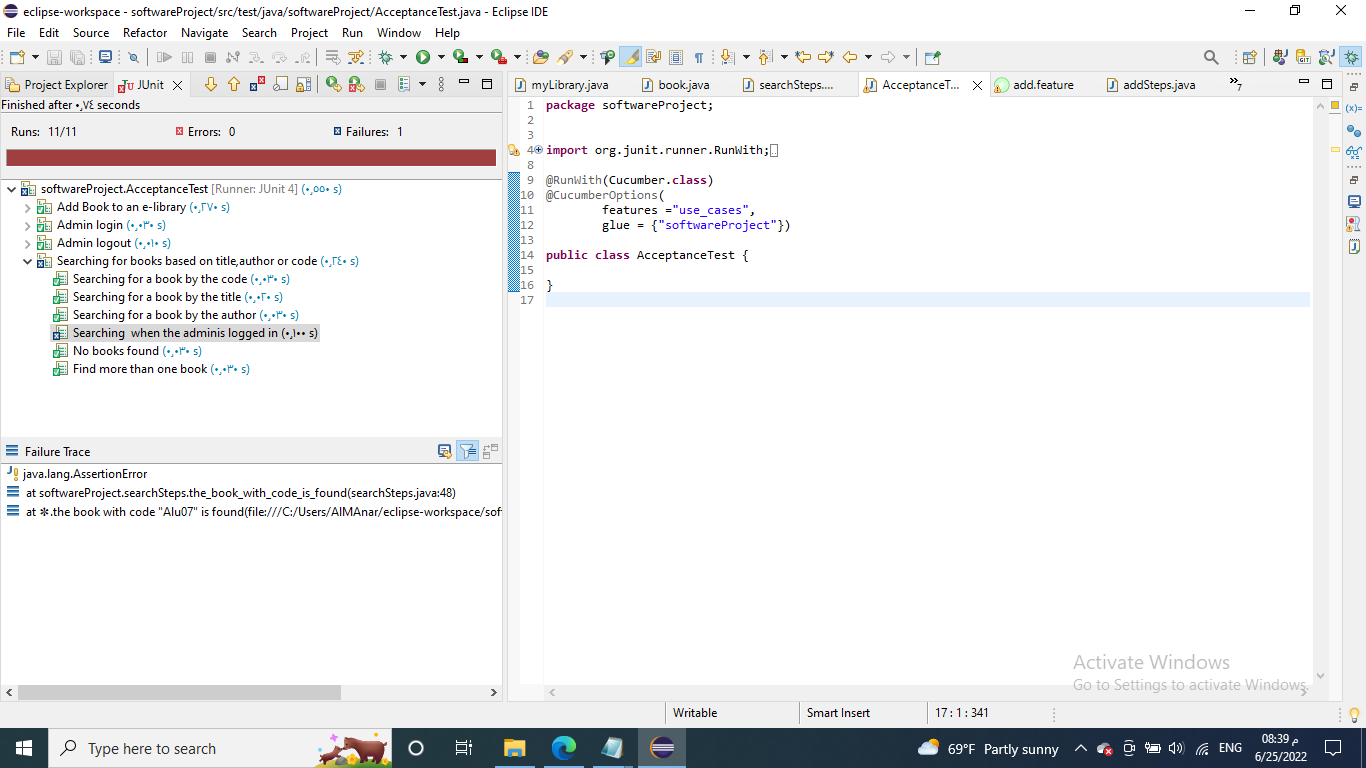 eclipse-workspace - softwareProject/src/test/java/softwareProject/AcceptanceTest.java - Eclipse IDE
File Edit Source Refactor Navigate Search Project Run Window Help
Project Explorer JUnit
Finished after ٠٫٧٤ seconds
Runs: 11/11 Errors: 0 Failures: 1
softwareProject.AcceptanceTest [Runner: JUnit 4] (٠٫٥٥٠ s)
Add Book to an e-library (٠٫٢٧٠ s)
Admin login (٠٫٠٣٠ s)
Admin logout (٠٫٠١٠ s)
Searching for books based on title,author or code (٠٫٢٤٠ s)
Searching for a book by the code (٠٫٠٣٠ s)
Searching for a book by the title (٠٫٠٢٠ s)
Searching for a book by the author (٠٫٠٣٠ s)
Searching  when the adminis logged in (٠٫١٠٠ s)
No books found (٠٫٠٣٠ s)
Find more than one book (٠٫٠٣٠ s)
Failure Trace
java.lang.AssertionError
at softwareProject.searchSteps.the_book_with_code_is_found(searchSteps.java:48)
at ✽.the book with code "Alu07" is found(file:///C:/Users/AlMAnar/eclipse-workspace/sof
myLibrary.java book.java searchSteps.... AcceptanceT... add.feature addSteps.java »7
1 package softwareProject;
2
3
4 import org.junit.runner.RunWith;
8
9 @RunWith(Cucumber.class)
10 @CucumberOptions(
11 features ="use_cases",
12 glue = {"softwareProject"})
13
14 public class AcceptanceTest {
15
16 }
17
Activate Windows
Go to Settings to activate Windows.
Writable Smart Insert 17 : 1 : 341
Type here to search
69°F Partly sunny ENG
08:39 م
6/25/2022